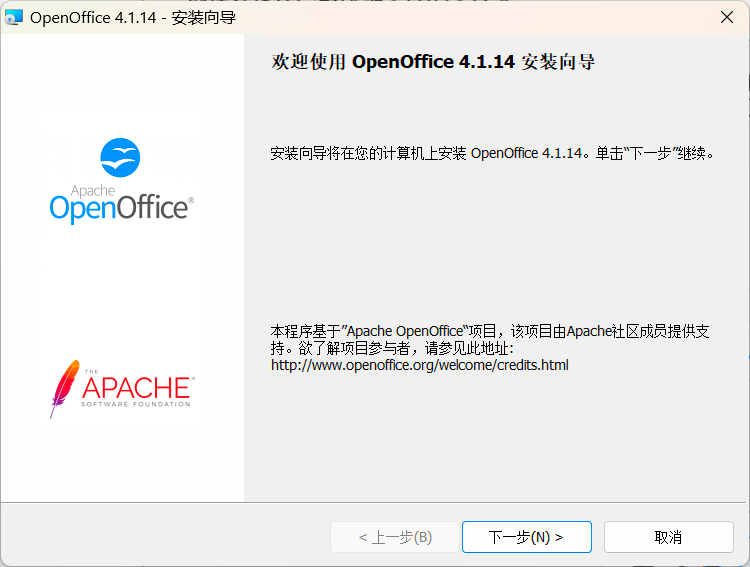 OpenOffice 4.1.14 - 安装向导
欢迎使用 OpenOffice 4.1.14 安装向导
安装向导将在您的计算机上安装 OpenOffice 4.1.14。单击“下一步”继续。
Apache
OpenOffice®
本程序基于”Apache OpenOffice“项目，该项目由Apache社区成员提供支
持。欲了解项目参与者，请参见此地址:
http://www.openoffice.org/welcome/credits.html
THE
APACHE®
SOFTWARE FOUNDATION
< 上一步(B)
下一步(N) >
取消